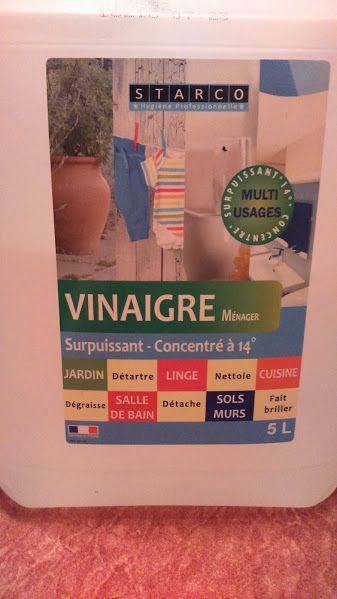 STARCO
Hygiène Professionnelle
SURPUISSANT · 14° · CONCENTRÉ
MULTI
USAGES
VINAIGRE MÉNAGER
Surpuissant - Concentré à 14°
JARDIN Détartre LINGE Nettoie CUISINE
Dégraisse SALLE DE BAIN Détache SOLS MURS Fait briller
5 L